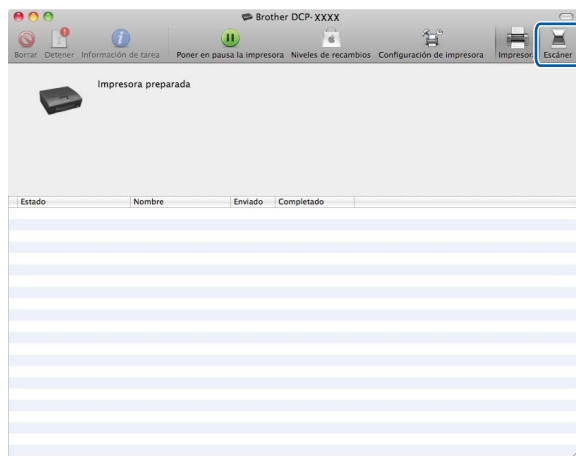 Brother DCP-XXXX
Borrar Detener Información de tarea Poner en pausa la impresora Niveles de recambios Configuración de impresora Impresora Escáner
Impresora preparada
Estado Nombre Enviado Completado